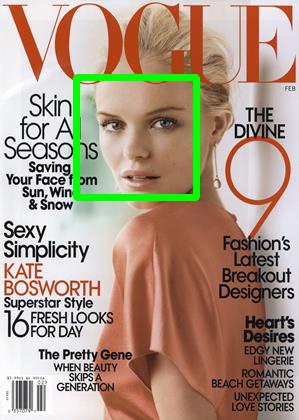 VOGUE
FEB
Skin
for All
Seasons
Saving
Your Face from
Sun, Wind
& Snow
THE
DIVINE
9
Fashion's
Latest
Breakout
Designers
Sexy
Simplicity
KATE
BOSWORTH
Superstar Style
16 FRESH LOOKS
FOR DAY
The Pretty Gene
WHEN BEAUTY
SKIPS A
GENERATION
Heart's
Desires
EDGY NEW
LINGERIE
ROMANTIC
BEACH GETAWAYS
UNEXPECTED
LOVE STORIES